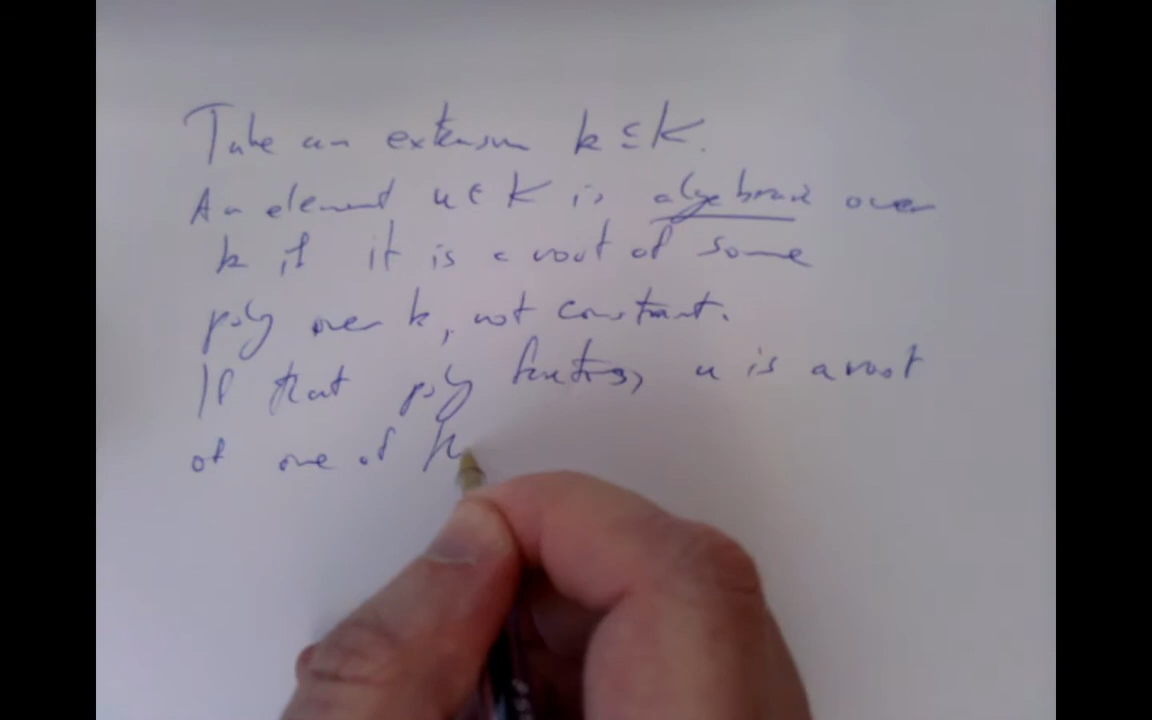 Take an extension k ⊆ K.
An element u ∈ K is algebraic over
k if it is a root of some
poly over k, not constant.
If that poly factors, u is a root
of one of